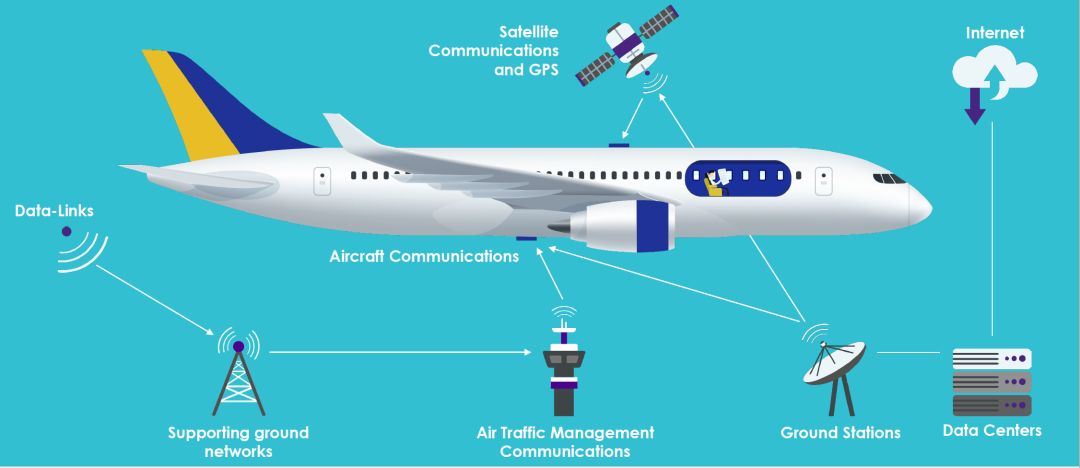 Satellite
Communications
and GPS
Internet
Data-Links
Aircraft Communications
Supporting ground
networks
Air Traffic Management
Communications
Ground Stations
Data Centers